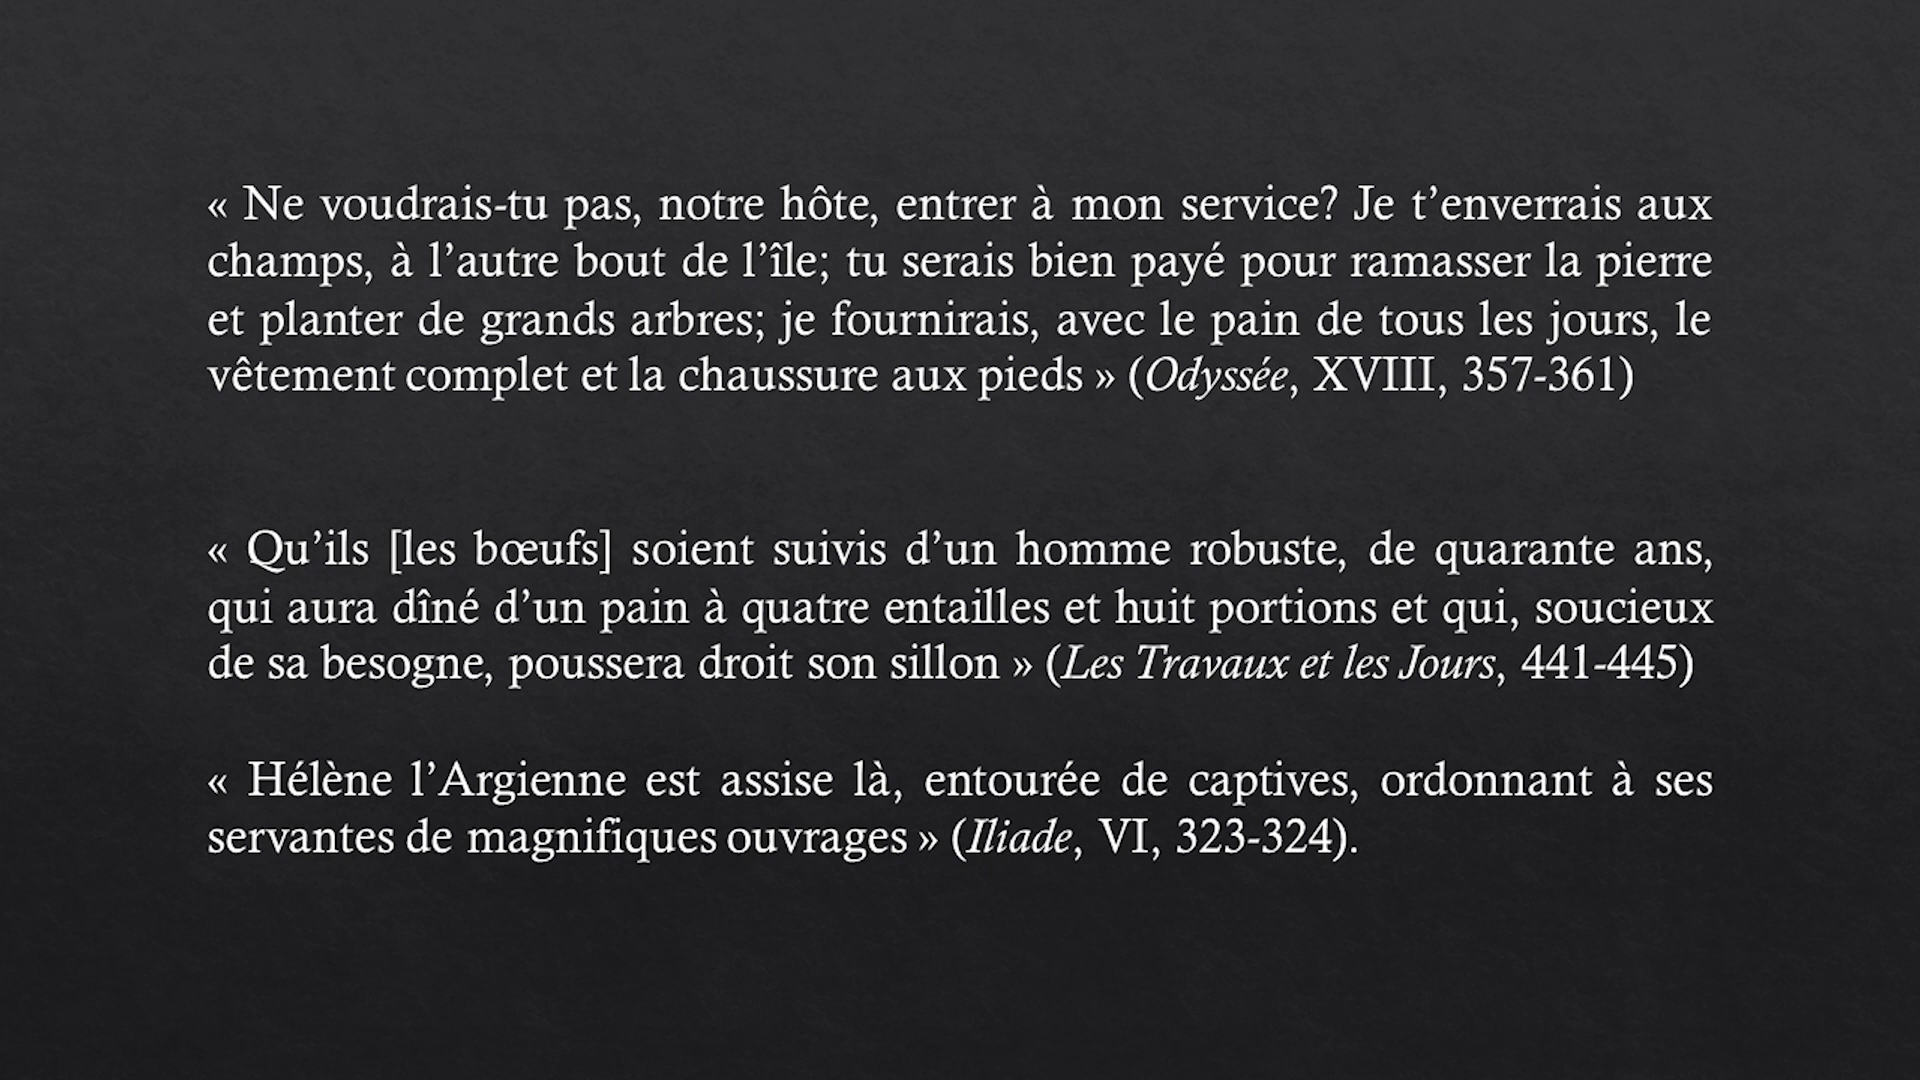 « Ne voudrais-tu pas, notre hôte, entrer à mon service? Je t’enverrais aux
champs, à l’autre bout de l’île; tu serais bien payé pour ramasser la pierre
et planter de grands arbres; je fournirais, avec le pain de tous les jours, le
vêtement complet et la chaussure aux pieds » (Odyssée, XVIII, 357-361)
« Qu’ils [les bœufs] soient suivis d’un homme robuste, de quarante ans,
qui aura dîné d’un pain à quatre entailles et huit portions et qui, soucieux
de sa besogne, poussera droit son sillon » (Les Travaux et les Jours, 441-445)
« Hélène l’Argienne est assise là, entourée de captives, ordonnant à ses
servantes de magnifiques ouvrages » (Iliade, VI, 323-324).